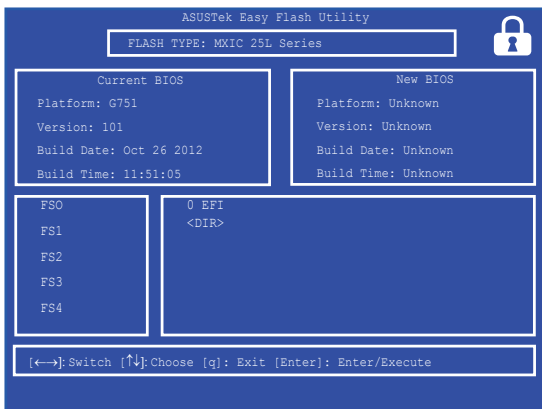 ASUSTek Easy Flash Utility
FLASH TYPE: MXIC 25L Series
Current BIOS
Platform: G751
Version: 101
Build Date: Oct 26 2012
Build Time: 11:51:05
New BIOS
Platform: Unknown
Version: Unknown
Build Date: Unknown
Build Time: Unknown
FSO
FS1
FS2
FS3
FS4
0 EFI
<DIR>
[←→]: Switch [↑↓]: Choose [q]: Exit [Enter]: Enter/Execute